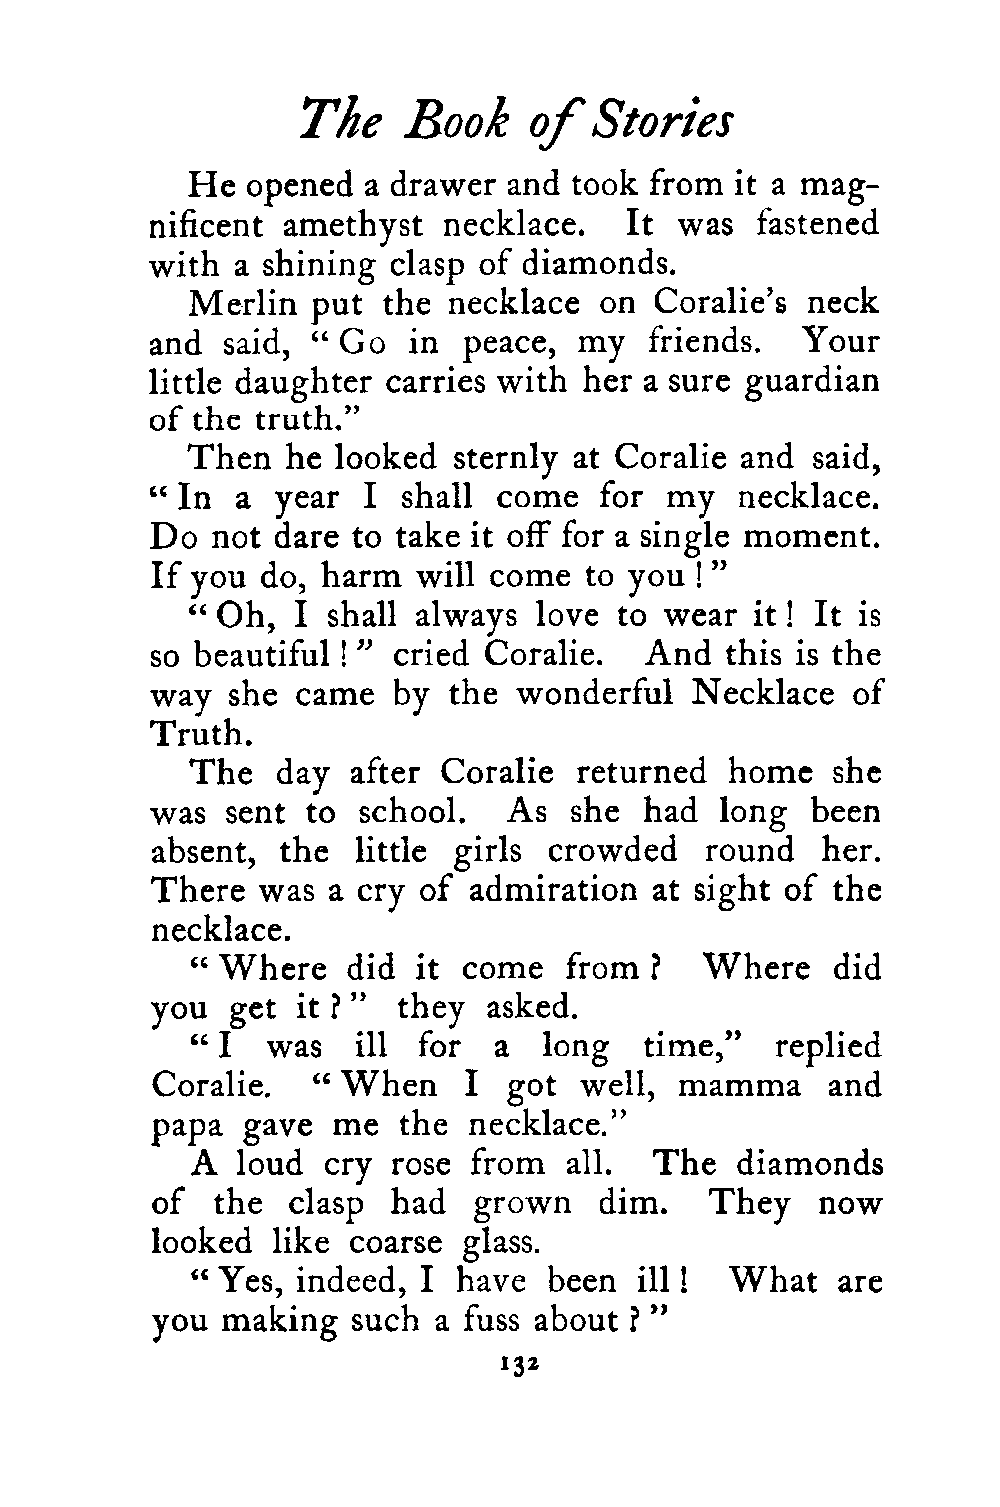 The Book of Stories
He opened a drawer and took from it a mag-
nificent amethyst necklace. It was fastened
with a shining clasp of diamonds.
Merlin put the necklace on Coralie's neck
and said, “ Go in peace, my friends. Your
little daughter carries with her a sure guardian
of the truth.”
Then he looked sternly at Coralie and said,
“ In a year I shall come for my necklace.
Do not dare to take it off for a single moment.
If you do, harm will come to you ! ”
“ Oh, I shall always love to wear it ! It is
so beautiful ! ” cried Coralie. And this is the
way she came by the wonderful Necklace of
Truth.
The day after Coralie returned home she
was sent to school. As she had long been
absent, the little girls crowded round her.
There was a cry of admiration at sight of the
necklace.
“ Where did it come from ? Where did
you get it ? ” they asked.
“ I was ill for a long time,” replied
Coralie. “ When I got well, mamma and
papa gave me the necklace.”
A loud cry rose from all. The diamonds
of the clasp had grown dim. They now
looked like coarse glass.
“ Yes, indeed, I have been ill ! What are
you making such a fuss about ? ”
132